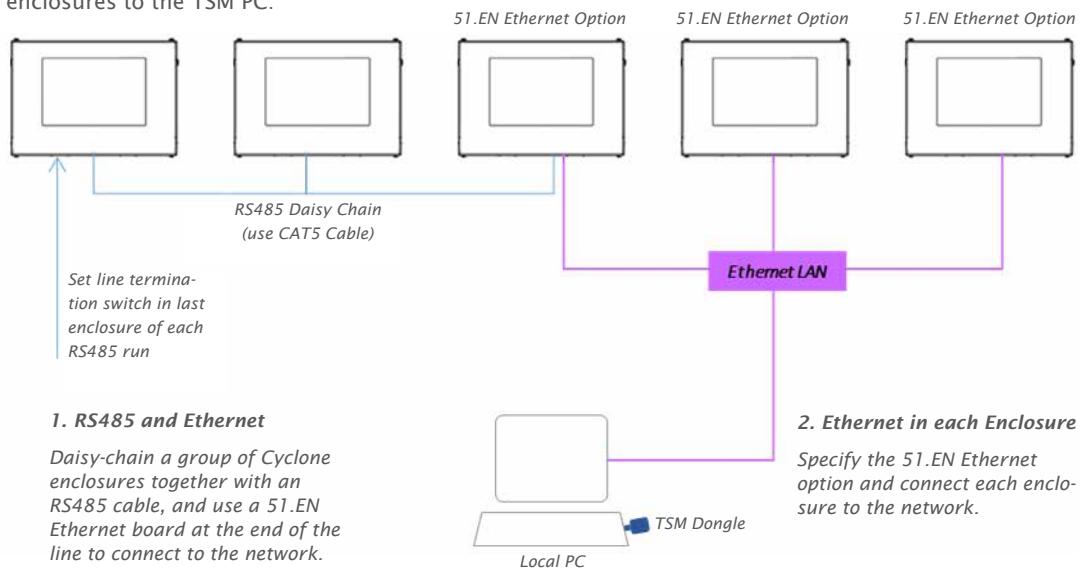 enclosures to the TSM PC.
51.EN Ethernet Option
51.EN Ethernet Option
51.EN Ethernet Option
RS485 Daisy Chain
(use CAT5 Cable)
Ethernet LAN
Set line termina-
tion switch in last
enclosure of each
RS485 run
1. RS485 and Ethernet
Daisy-chain a group of Cyclone
enclosures together with an
RS485 cable, and use a 51.EN
Ethernet board at the end of the
line to connect to the network.
2. Ethernet in each Enclosure
Specify the 51.EN Ethernet
option and connect each enclo-
sure to the network.
TSM Dongle
Local PC